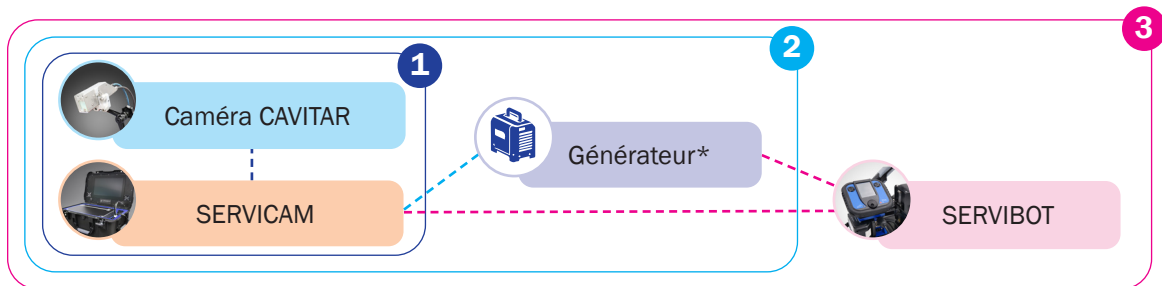 3
2
1
Caméra CAVITAR
Générateur*
SERVICAM
SERVIBOT